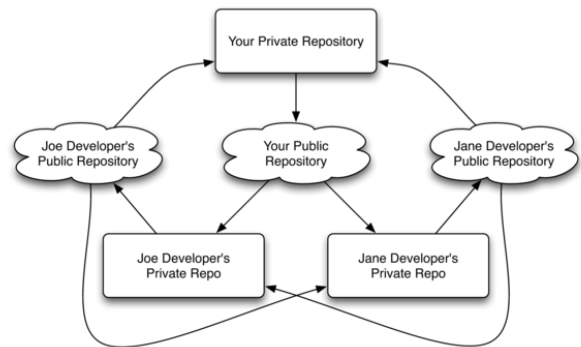 Your Private Repository
Joe Developer's
Public Repository
Your Public
Repository
Jane Developer's
Public Repository
Joe Developer's
Private Repo
Jane Developer's
Private Repo